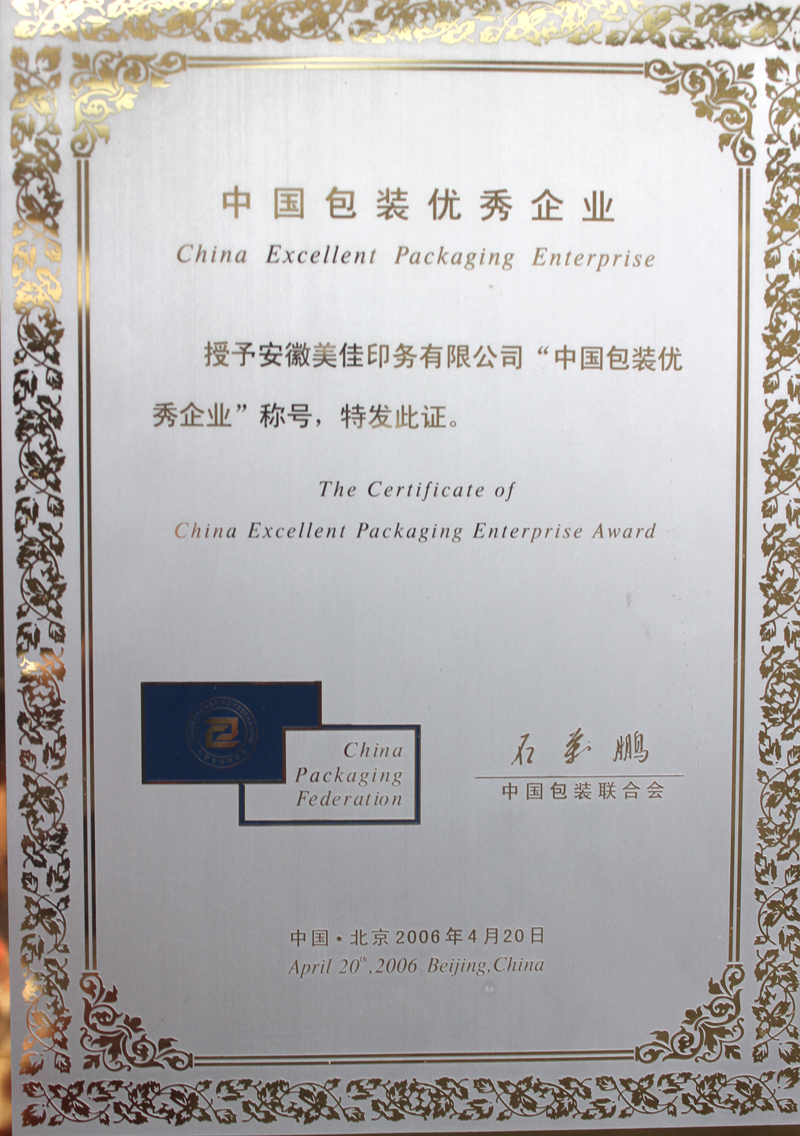 中国包装优秀企业
China Excellent Packaging Enterprise
授予安徽美佳印务有限公司“中国包装优
秀企业”称号，特发此证。
The Certificate of
China Excellent Packaging Enterprise Award
China
Packaging
Federation
石万鹏
中国包装联合会
中国·北京2006年4月20日
April 20th,2006 Beijing,China